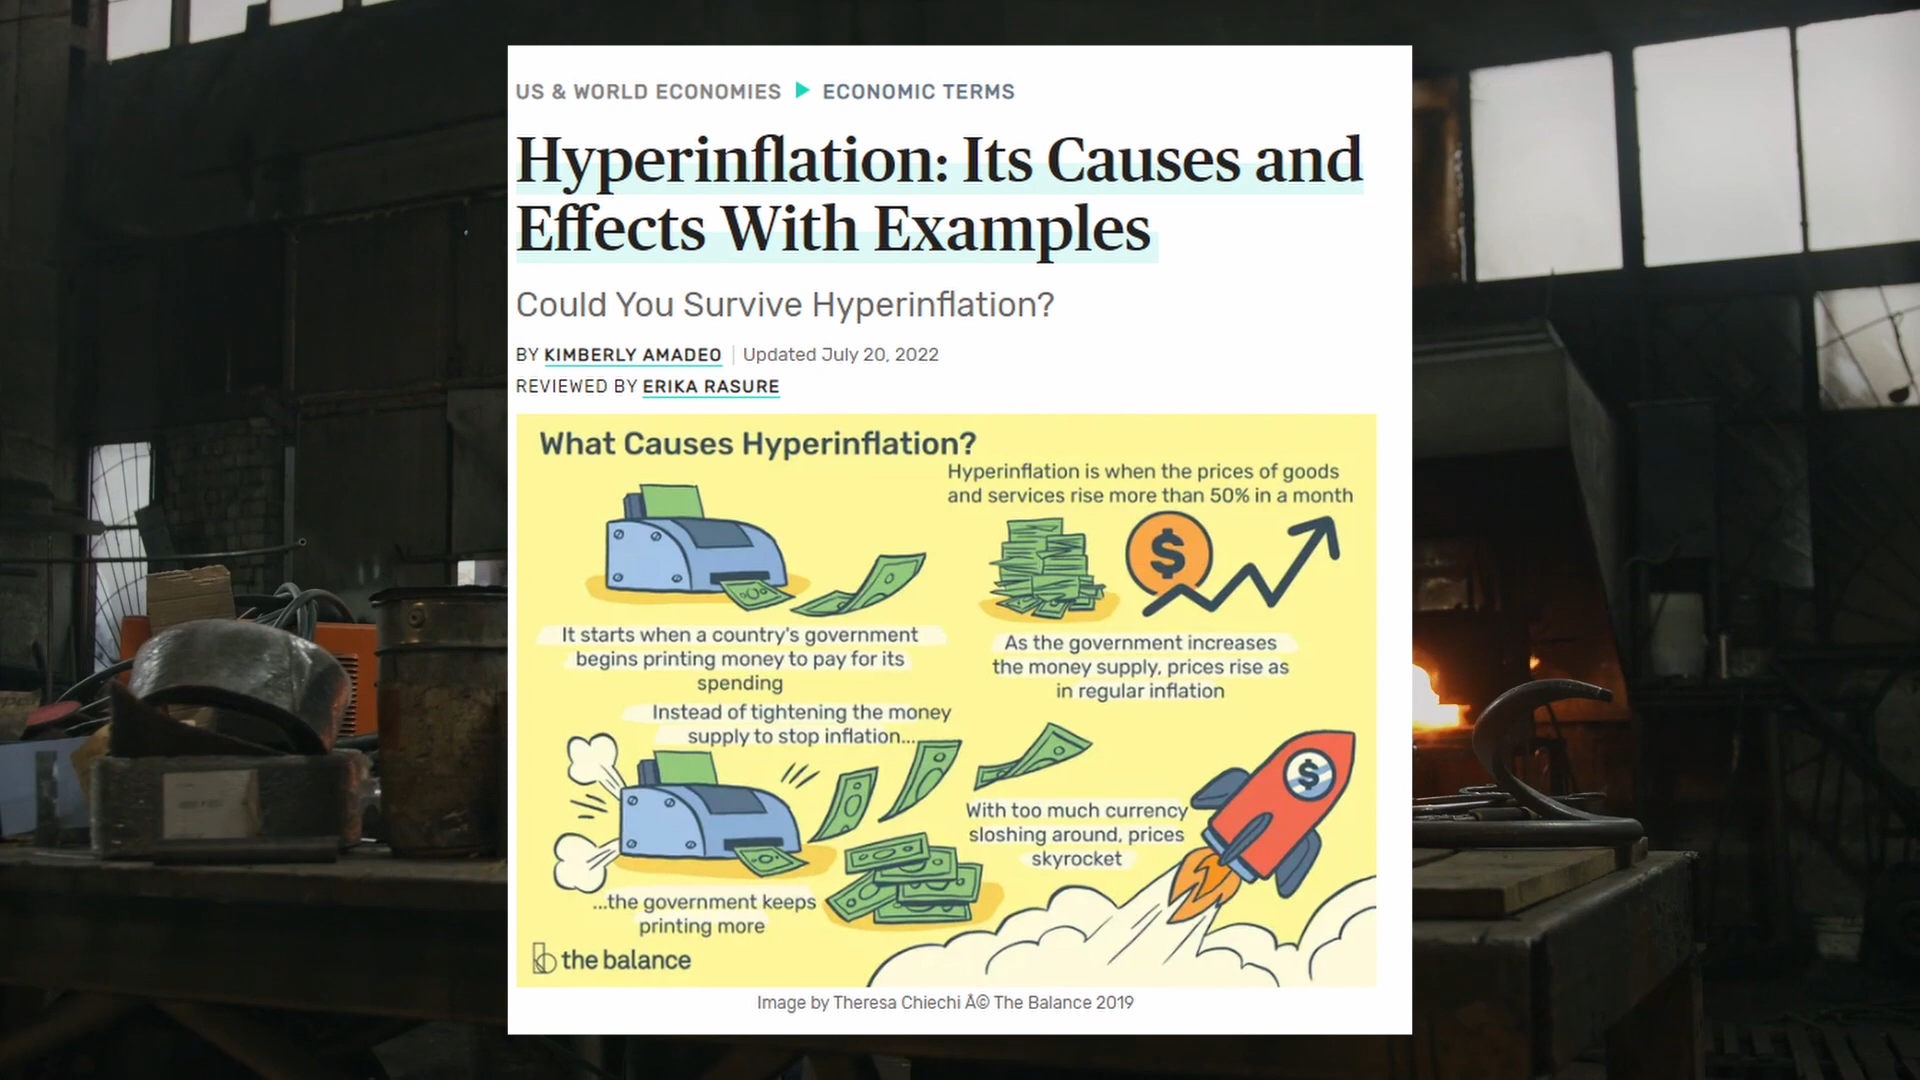 US & WORLD ECONOMIES ▶ ECONOMIC TERMS
Hyperinflation: Its Causes and
Effects With Examples
Could You Survive Hyperinflation?
BY KIMBERLY AMADEO | Updated July 20, 2022
REVIEWED BY ERIKA RASURE
What Causes Hyperinflation?
Hyperinflation is when the prices of goods
and services rise more than 50% in a month
$
It starts when a country's government
begins printing money to pay for its
spending
As the government increases
the money supply, prices rise as
in regular inflation
Instead of tightening the money
supply to stop inflation...
...the government keeps
printing more
With too much currency
sloshing around, prices
skyrocket
$
the balance
Image by Theresa Chiechi Â© The Balance 2019